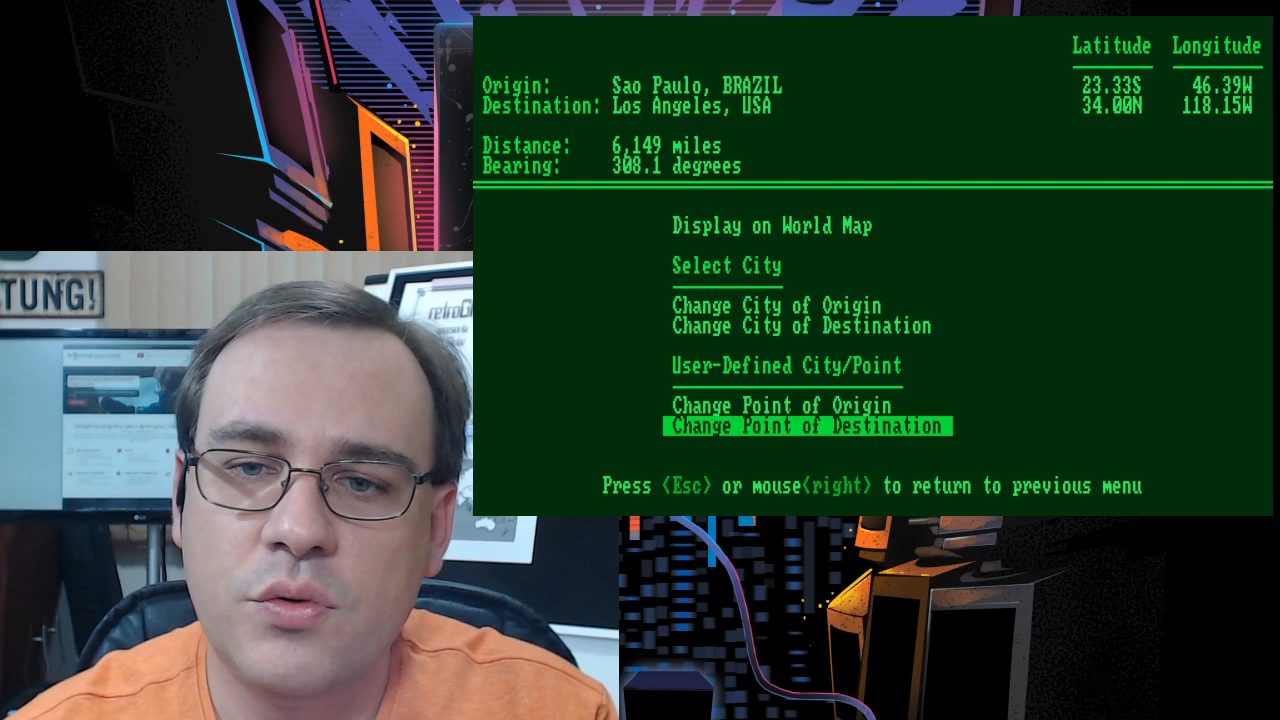 Latitude Longitude
Origin: Sao Paulo, BRAZIL 23.33S 46.39W
Destination: Los Angeles, USA 34.00N 118.15W
Distance: 6,149 miles
Bearing: 308.1 degrees
Display on World Map
Select City
Change City of Origin
Change City of Destination
User-Defined City/Point
Change Point of Origin
Change Point of Destination
Press <Esc> or mouse<right> to return to previous menu
TUNG!
LG